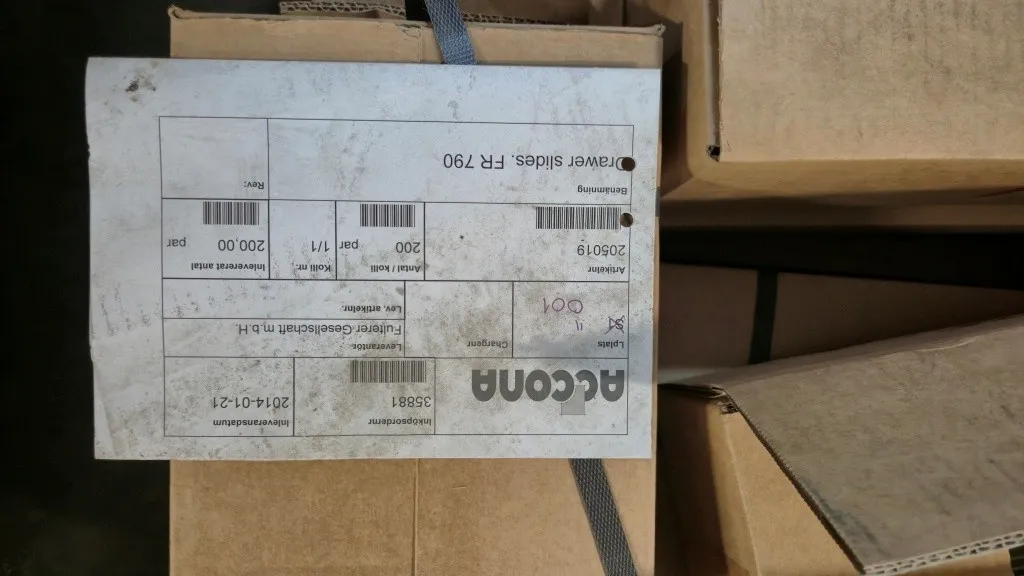 ACCONA
Inköpsordernr
35881
Inleveransdatum
2014-01-21
Lplats
001
Chargenr
Leverantör
Fulterer Gesellschaft m.b.H.
Lev. artikelnr.
Artikelnr
205019
Antal / kolli
200 par
Kolli nr.
1/1
Inlevererat antal
200,00 par
Benämning
Drawer slides. FR 790
Rev: